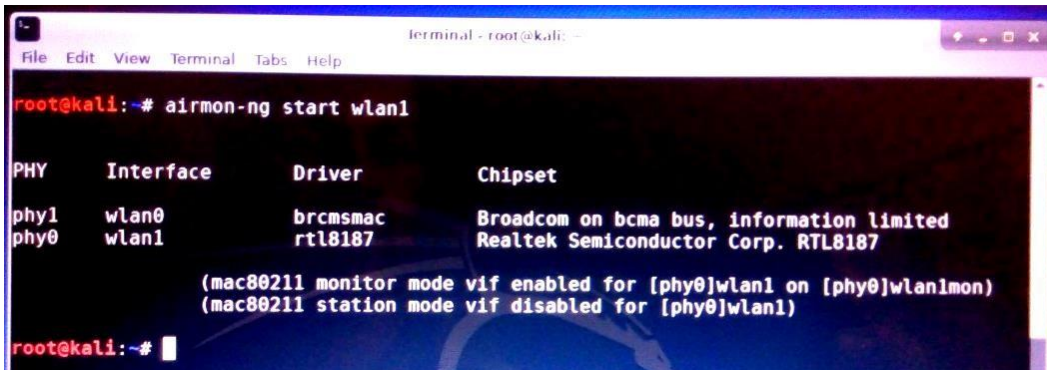 Terminal - root@kali: ~
File Edit View Terminal Tabs Help
root@kali:~# airmon-ng start wlan1
PHY Interface Driver Chipset
phy1 wlan0 brcmsmac Broadcom on bcma bus, information limited
phy0 wlan1 rtl8187 Realtek Semiconductor Corp. RTL8187
(mac80211 monitor mode vif enabled for [phy0]wlan1 on [phy0]wlan1mon)
(mac80211 station mode vif disabled for [phy0]wlan1)
root@kali:~#